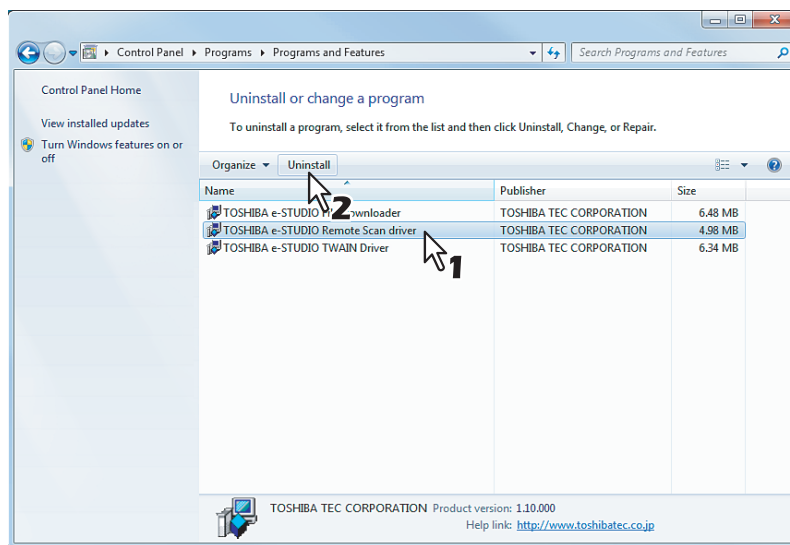 Control Panel ▸ Programs ▸ Programs and Features
Search Programs and Features
Control Panel Home
View installed updates
Turn Windows features on or
off
Uninstall or change a program
To uninstall a program, select it from the list and then click Uninstall, Change, or Repair.
Organize Uninstall
2
Name Publisher Size
TOSHIBA e-STUDIO ownloader TOSHIBA TEC CORPORATION 6.48 MB
TOSHIBA e-STUDIO Remote Scan driver TOSHIBA TEC CORPORATION 4.98 MB
1
TOSHIBA e-STUDIO TWAIN Driver TOSHIBA TEC CORPORATION 6.34 MB
TOSHIBA TEC CORPORATION Product version: 1.10.000
Help link: http://www.toshibatec.co.jp